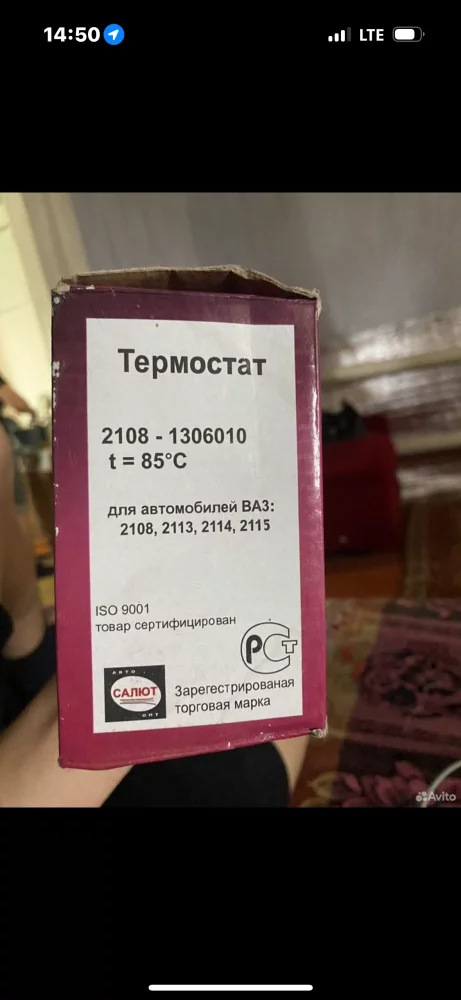 14:50
LTE
Термостат
2108 - 1306010
t = 85°C
для автомобилей ВАЗ:
2108, 2113, 2114, 2115
ISO 9001
товар сертифицирован
РСТ
АВТО
САЛЮТ
ОПТ
Зарегестрированая
торговая марка
Avito